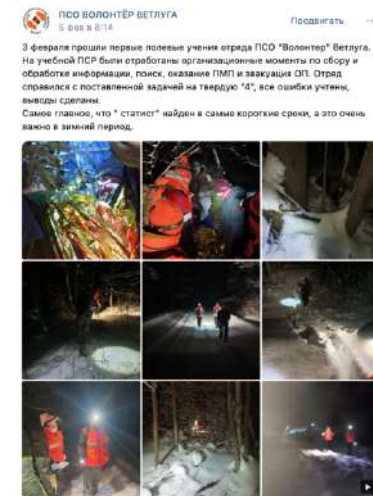 ПСО ВОЛОНТЁР ВЕТЛУГА
5 фев в 8:14
Продвигать
3 февраля прошли первые полевые учения отряда ПСО "Волонтер" Ветлуга.
На учебной ПСР были отработаны организационные моменты по сбору и
обработке информации, поиск, оказание ПМП и эвакуация ОП. Отряд
справился с поставленной задачей на твердую "4", все ошибки учтены,
выводы сделаны.
Самое главное, что " статист" найден в самые короткие сроки, а это очень
важно в зимний период.